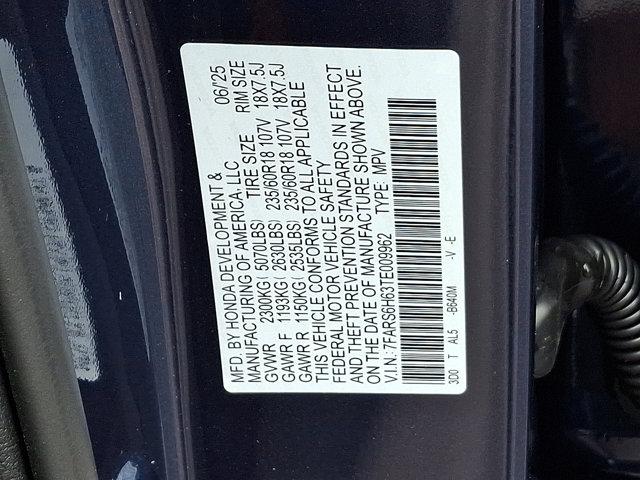 MFD. BY HONDA DEVELOPMENT & 06/25
MANUFACTURING OF AMERICA, LLC
TIRE SIZE RIM SIZE
GVWR 2300KG( 5070LBS)
GAWR F 1193KG( 2630LBS) 235/60R18 107V 18X7.5J
GAWR R 1150KG( 2535LBS) 235/60R18 107V 18X7.5J
THIS VEHICLE CONFORMS TO ALL APPLICABLE
FEDERAL MOTOR VEHICLE SAFETY
AND THEFT PREVENTION STANDARDS IN EFFECT
ON THE DATE OF MANUFACTURE SHOWN ABOVE.
V.I.N.: 7FARS6H63TE009962 TYPE: MPV
3D0 T AL5 -B640M -V -E